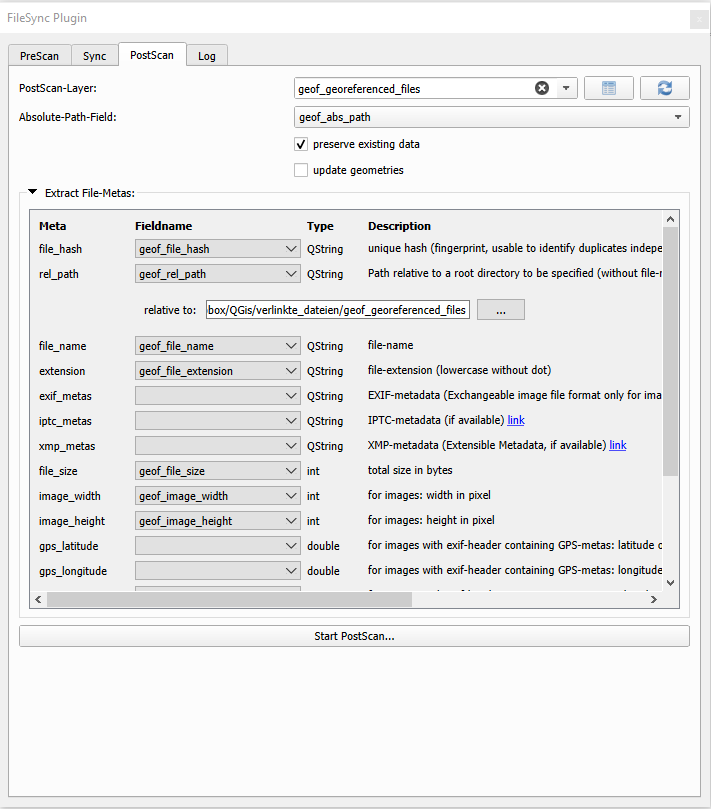 FileSync Plugin
PreScan Sync PostScan Log
PostScan-Layer: geof_georeferenced_files
Absolute-Path-Field: geof_abs_path
preserve existing data
update geometries
Extract File-Metas:
Meta Fieldname Type Description
file_hash geof_file_hash QString unique hash (fingerprint, usable to identify duplicates indepe
rel_path geof_rel_path QString Path relative to a root directory to be specified (without file-n
relative to: box/QGis/verlinkte_dateien/geof_georeferenced_files ...
file_name geof_file_name QString file-name
extension geof_file_extension QString file-extension (lowercase without dot)
exif_metas QString EXIF-metadata (Exchangeable image file format only for ima
iptc_metas QString IPTC-metadata (if available) link
xmp_metas QString XMP-metadata (Extensible Metadata, if available) link
file_size geof_file_size int total size in bytes
image_width geof_image_width int for images: width in pixel
image_height geof_image_height int for images: height in pixel
gps_latitude double for images with exif-header containing GPS-metas: latitude
gps_longitude double for images with exif-header containing GPS-metas: longitude
Start PostScan...